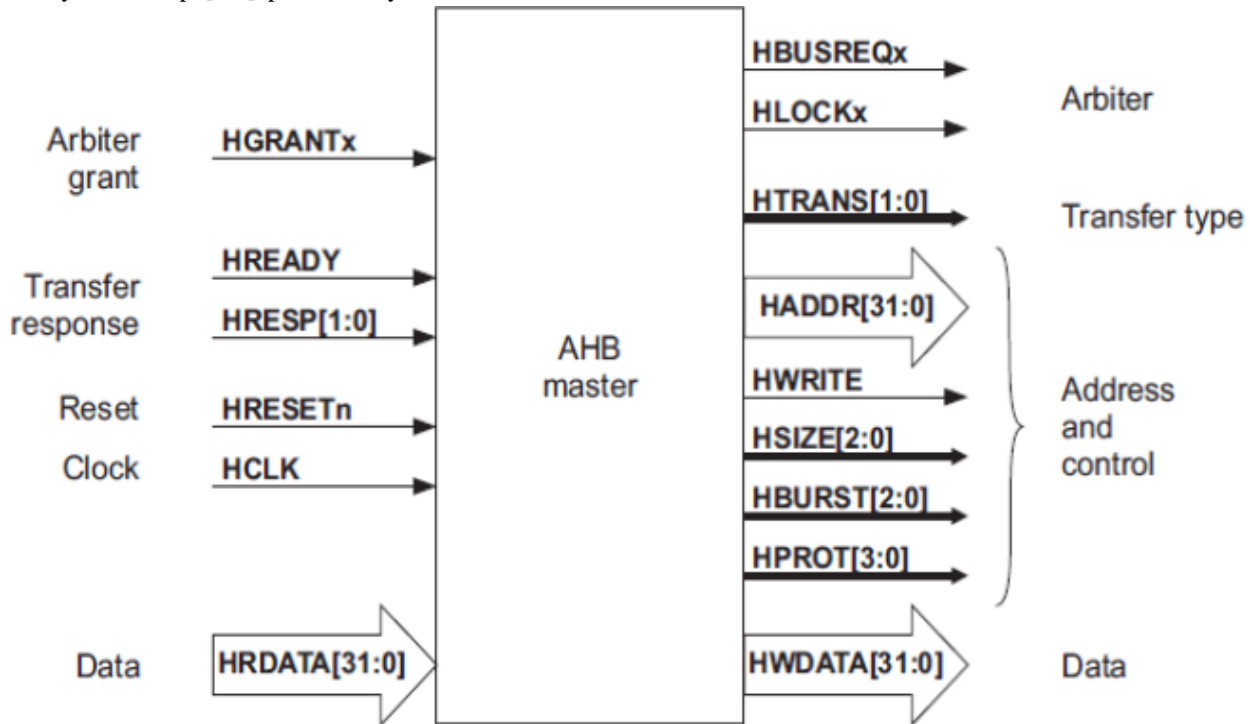 HBUSREQx
Arbiter
HLOCKx
Arbiter
grant
HGRANTx
HTRANS[1:0]
Transfer type
HREADY
Transfer
response
HRESP[1:0]
HADDR[31:0]
AHB
master
Reset
HRESETn
HWRITE
Address
and
control
Clock
HCLK
HSIZE[2:0]
HBURST[2:0]
HPROT[3:0]
Data
HRDATA[31:0]
HWDATA[31:0]
Data